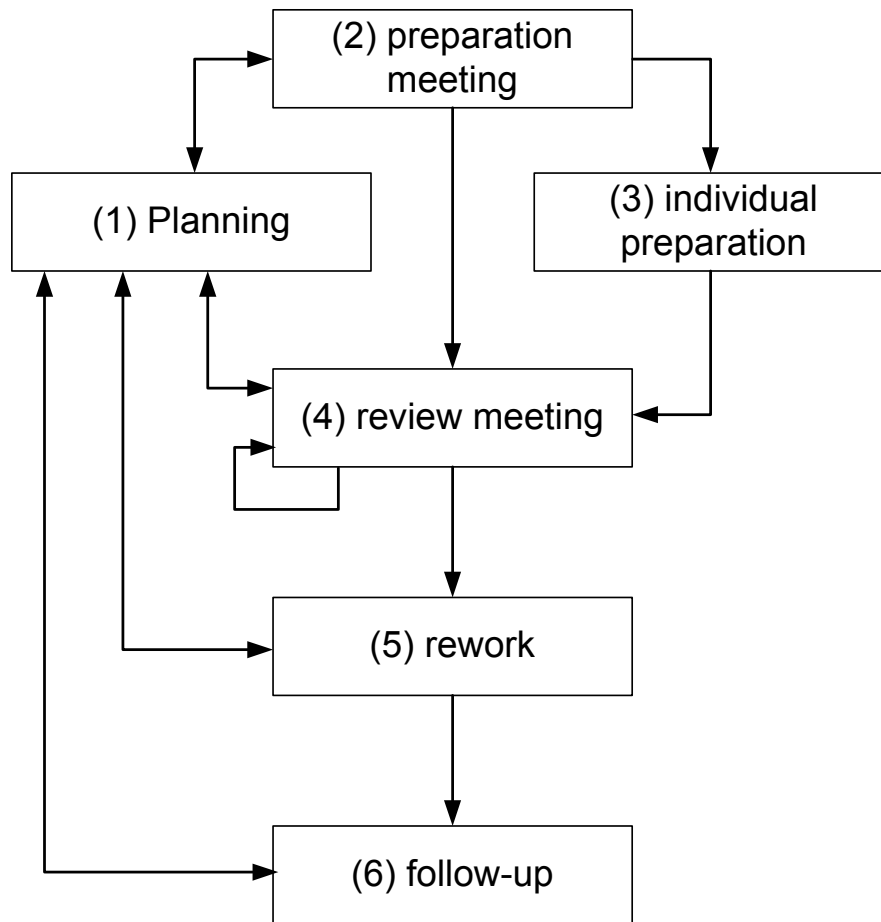 (2) preparation
meeting
(1) Planning
(3) individual
preparation
(4) review meeting
(5) rework
(6) follow-up